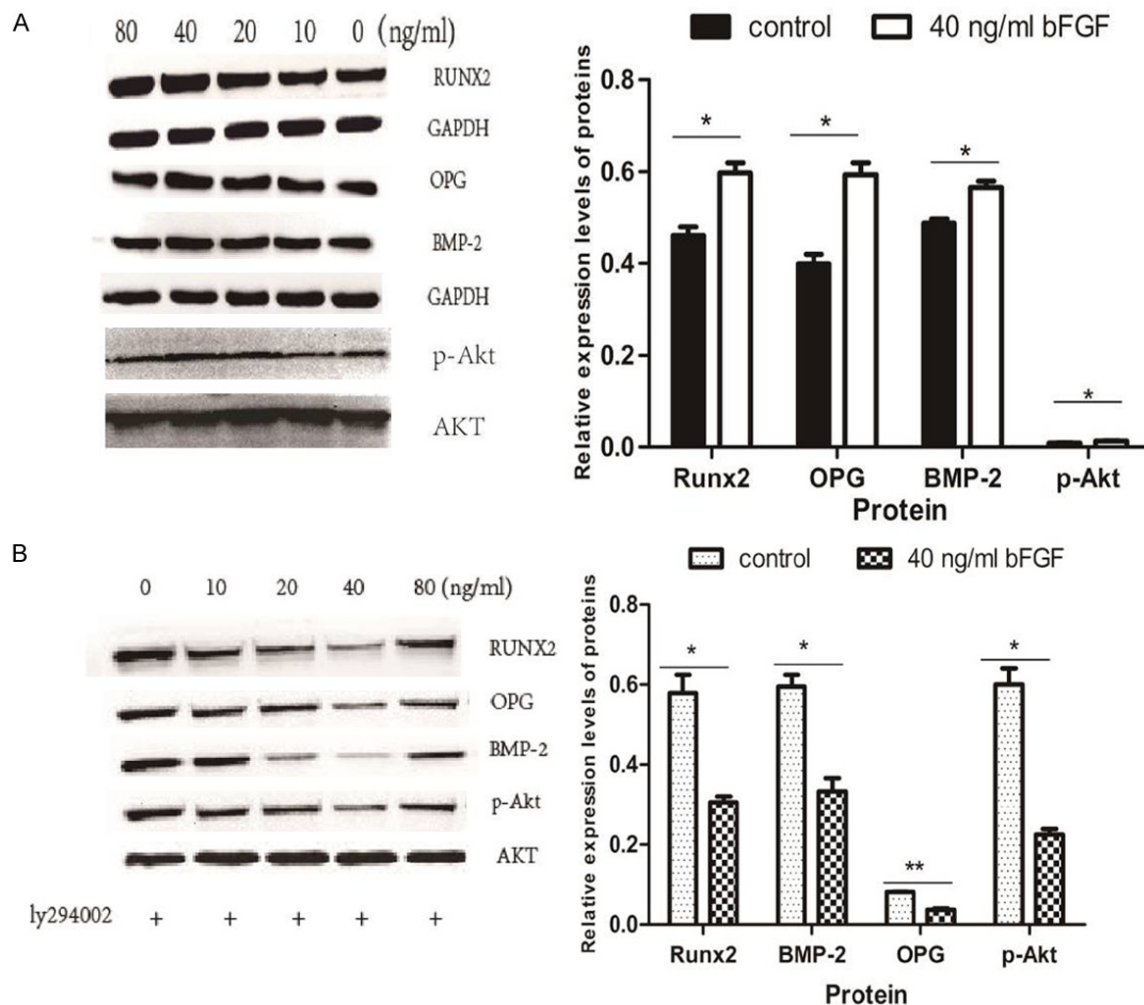 A
80 40 20 10 0 (ng/ml)
RUNX2
GAPDH
OPG
BMP-2
GAPDH
p-Akt
AKT
control 40 ng/ml bFGF
Relative expression levels of proteins
0.8
0.6
0.4
0.2
0.0
* * * *
Runx2 OPG BMP-2 p-Akt
Protein
B
0 10 20 40 80 (ng/ml)
RUNX2
OPG
BMP-2
p-Akt
AKT
ly294002 + + + + +
control 40 ng/ml bFGF
Relative expression levels of proteins
0.8
0.6
0.4
0.2
0.0
* * ** *
Runx2 BMP-2 OPG p-Akt
Protein